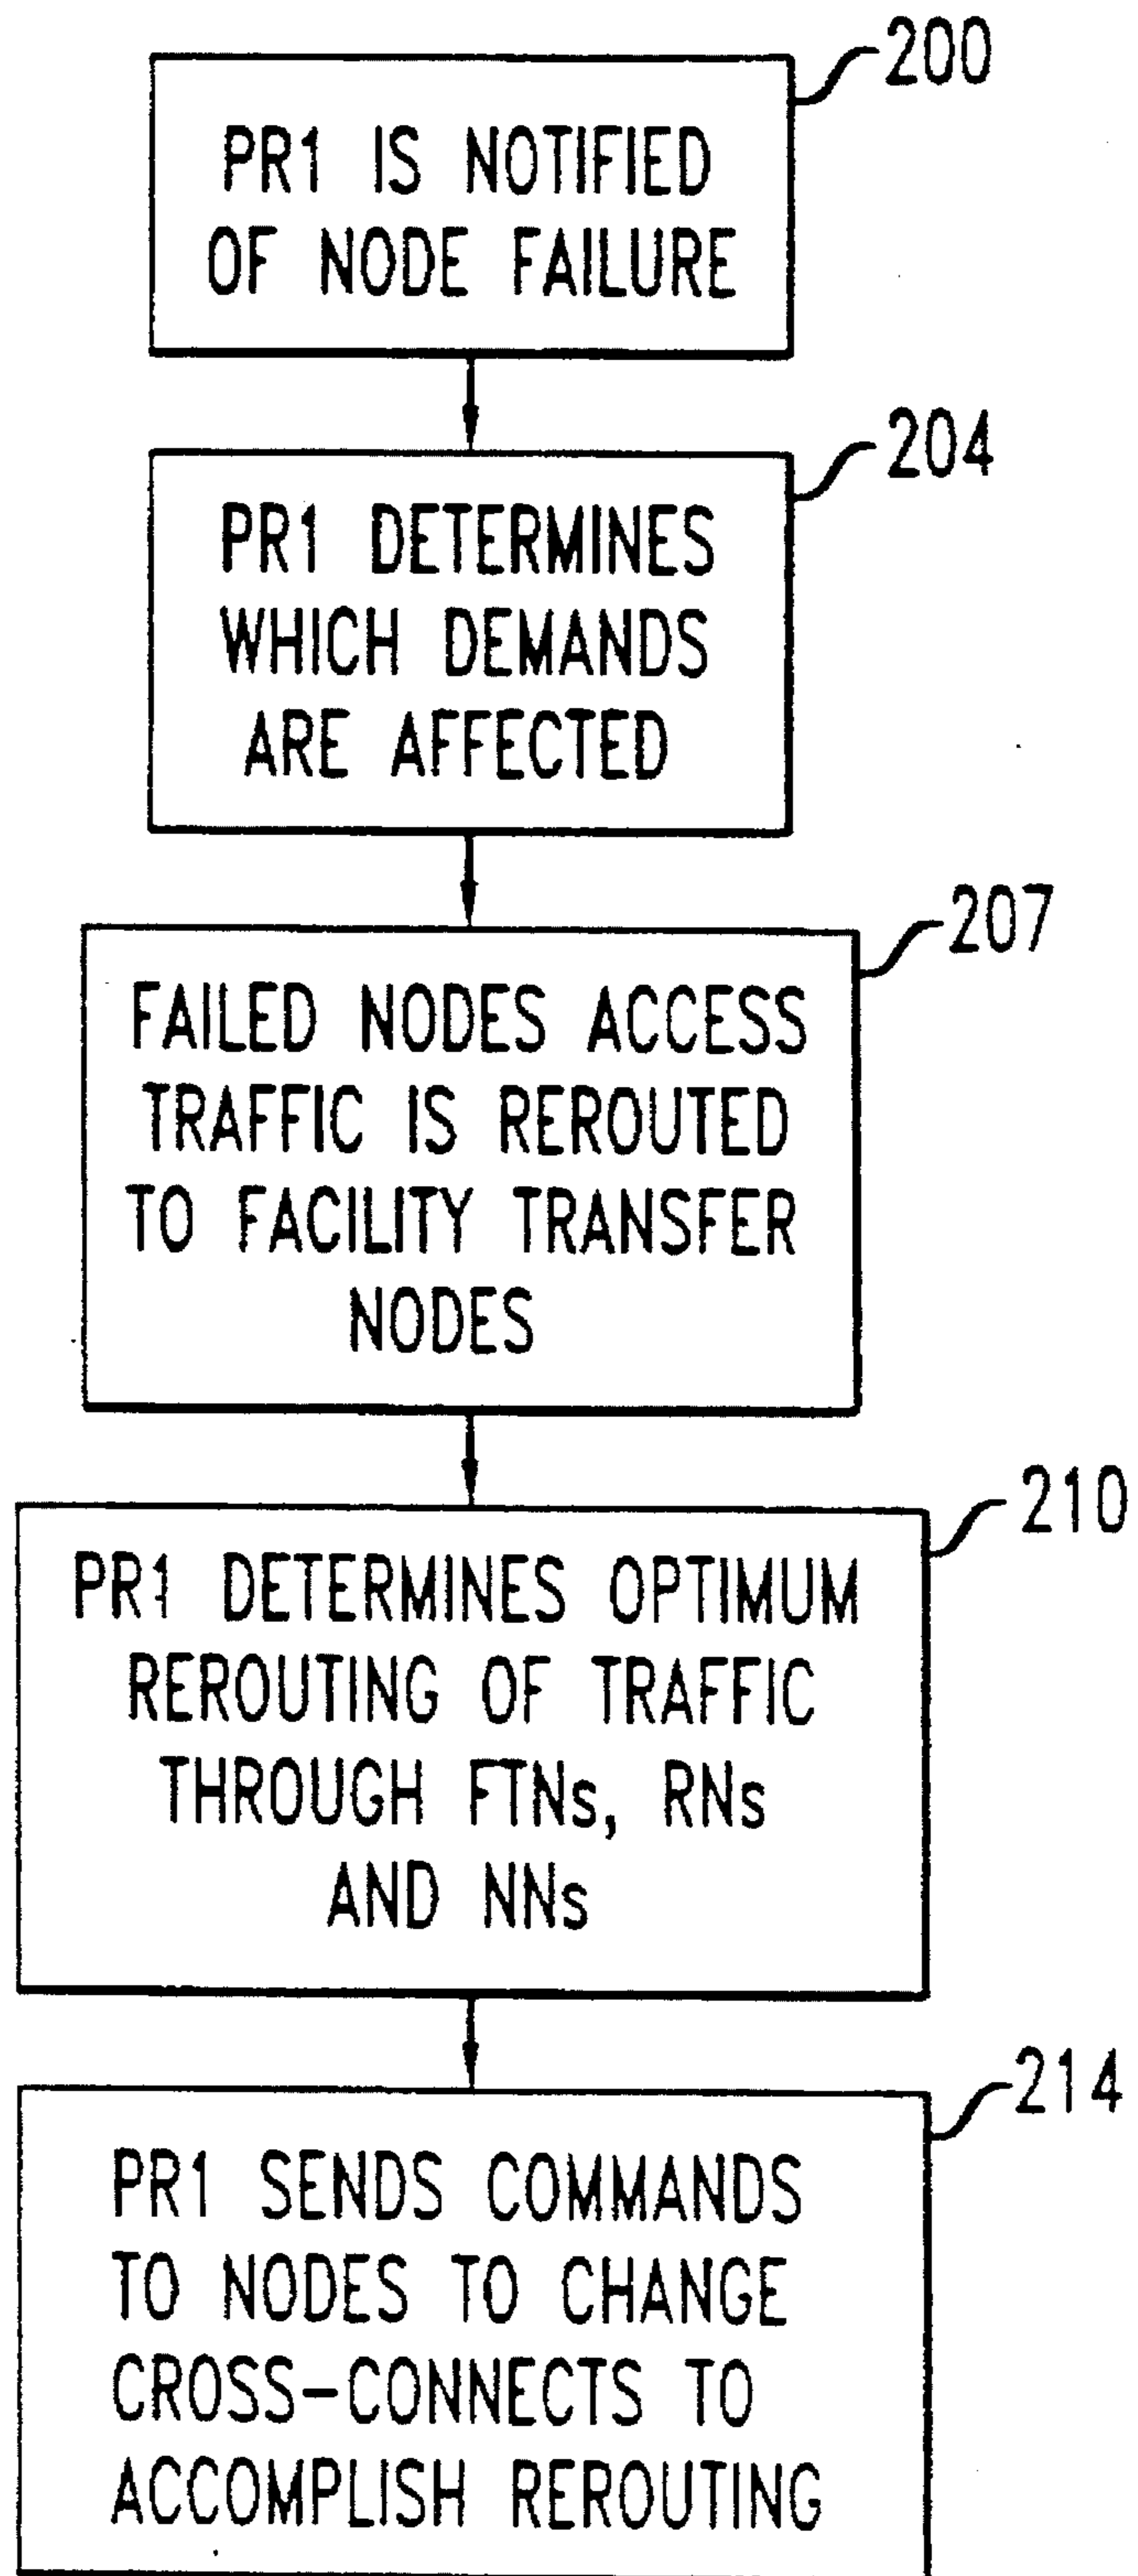 200
PR1 IS NOTIFIED
OF NODE FAILURE
204
PR1 DETERMINES
WHICH DEMANDS
ARE AFFECTED
207
FAILED NODES ACCESS
TRAFFIC IS REROUTED
TO FACILITY TRANSFER
NODES
210
PR1 DETERMINES OPTIMUM
REROUTING OF TRAFFIC
THROUGH FTNs, RNs
AND NNs
214
PR1 SENDS COMMANDS
TO NODES TO CHANGE
CROSS-CONNECTS TO
ACCOMPLISH REROUTING